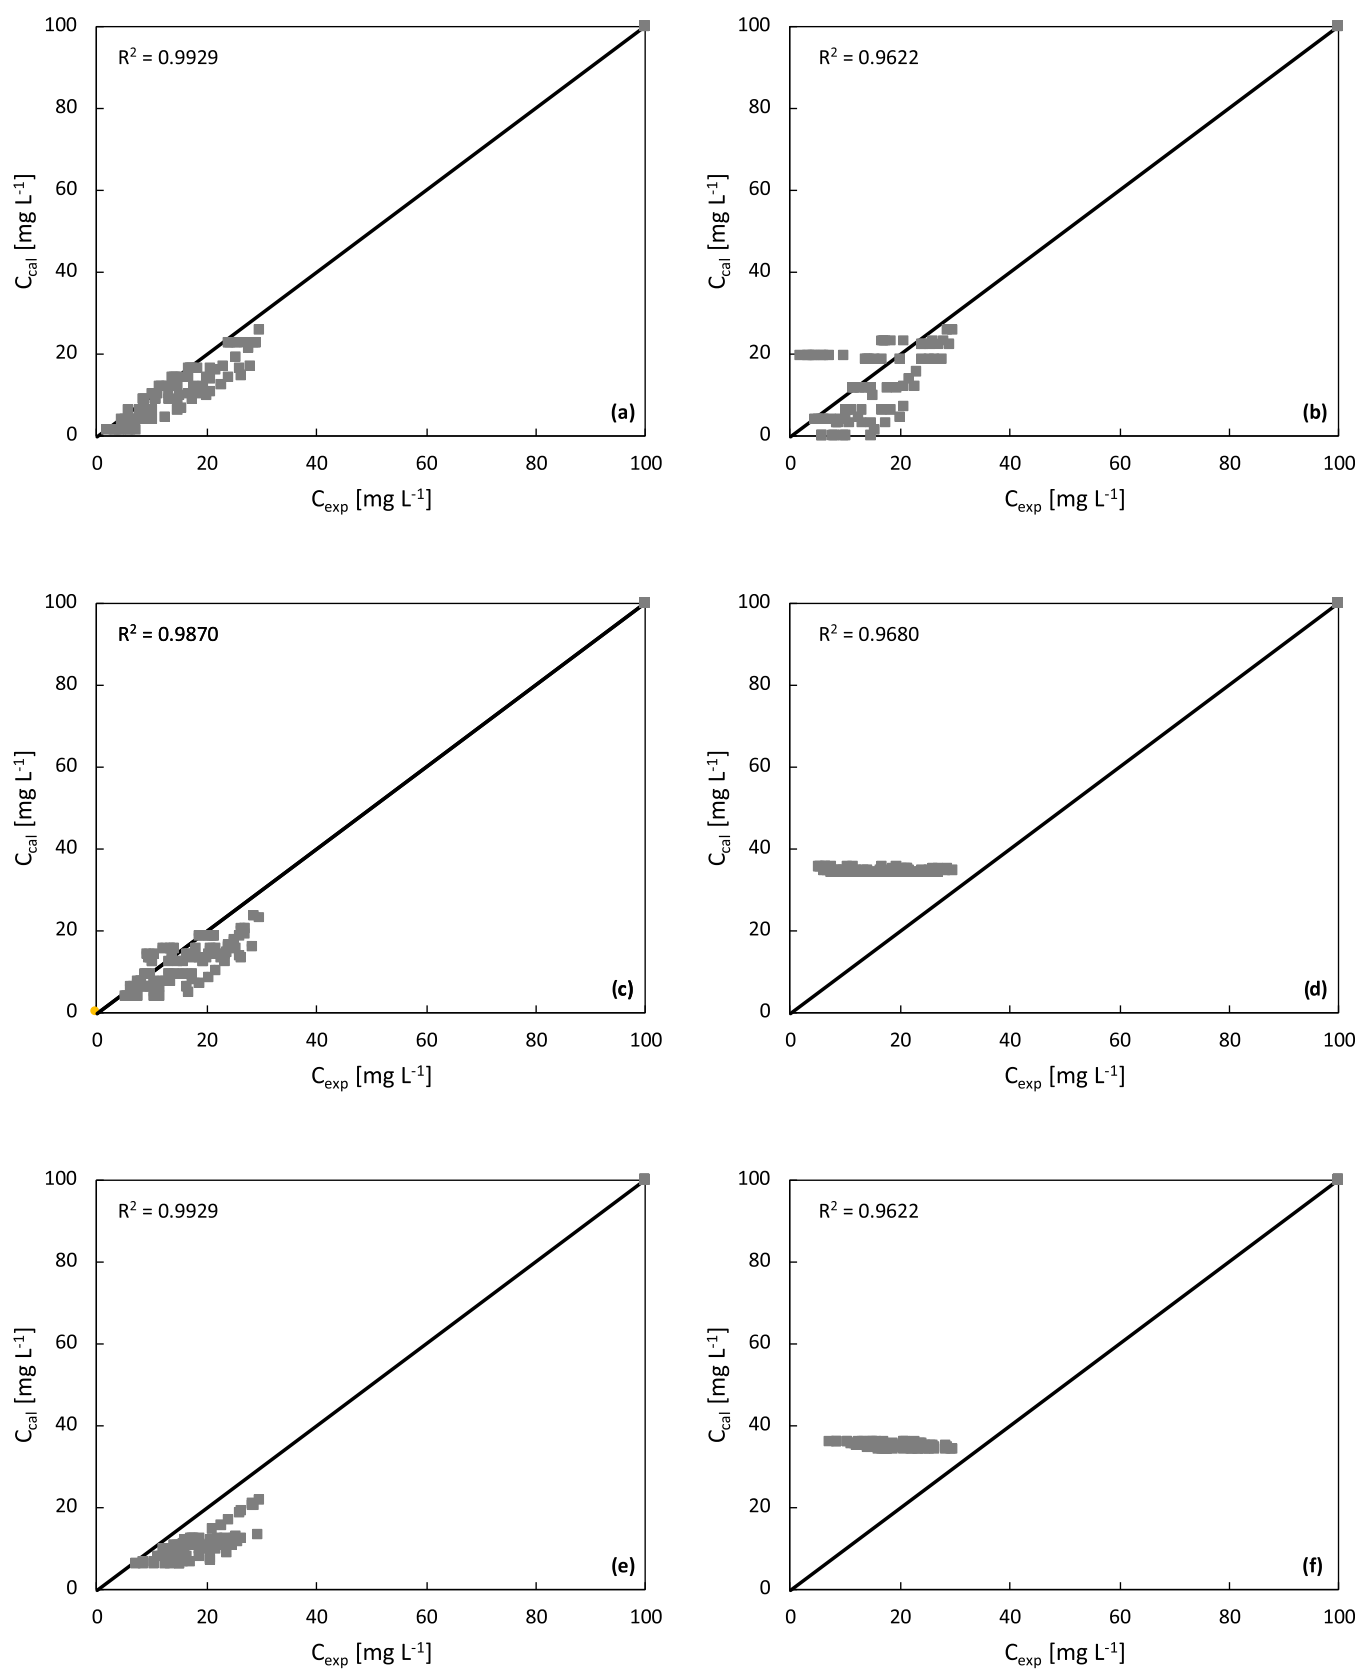 100
R² = 0.9929
80
60
40
20
0
C_cal [mg L⁻¹]
(a)
0 20 40 60 80 100
C_exp [mg L⁻¹]
100
R² = 0.9622
80
60
40
20
0
C_cal [mg L⁻¹]
(b)
0 20 40 60 80 100
C_exp [mg L⁻¹]
100
R² = 0.9870
80
60
40
20
0
C_cal [mg L⁻¹]
(c)
0 20 40 60 80 100
C_exp [mg L⁻¹]
100
R² = 0.9680
80
60
40
20
0
C_cal [mg L⁻¹]
(d)
0 20 40 60 80 100
C_exp [mg L⁻¹]
100
R² = 0.9929
80
60
40
20
0
C_cal [mg L⁻¹]
(e)
0 20 40 60 80 100
C_exp [mg L⁻¹]
100
R² = 0.9622
80
60
40
20
0
C_cal [mg L⁻¹]
(f)
0 20 40 60 80 100
C_exp [mg L⁻¹]